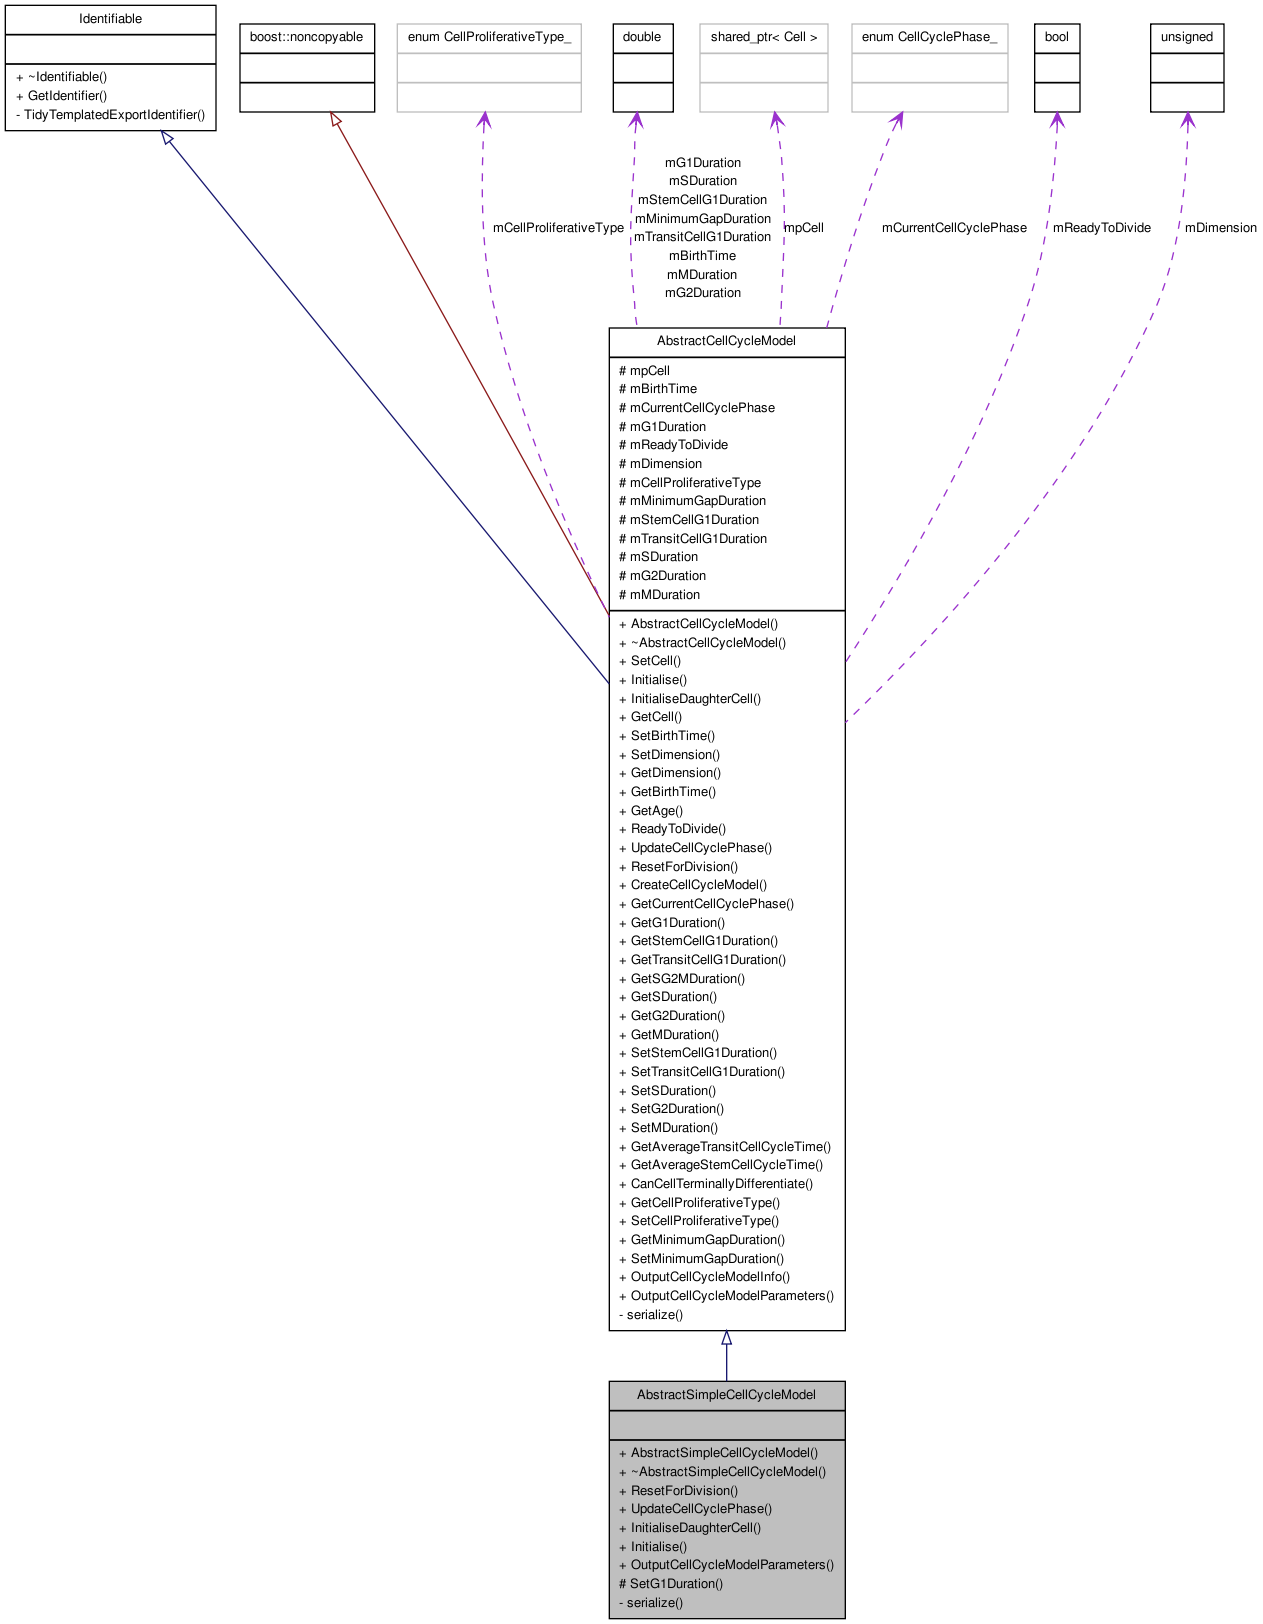 Identifiable
+ ~Identifiable()
+ GetIdentifier()
- TidyTemplatedExportIdentifier()
boost::noncopyable
enum CellProliferativeType_
double
shared_ptr< Cell >
enum CellCyclePhase_
bool
unsigned
mCellProliferativeType
mG1Duration
mSDuration
mStemCellG1Duration
mMinimumGapDuration
mTransitCellG1Duration
mBirthTime
mMDuration
mG2Duration
mpCell
mCurrentCellCyclePhase
mReadyToDivide
mDimension
AbstractCellCycleModel
# mpCell
# mBirthTime
# mCurrentCellCyclePhase
# mG1Duration
# mReadyToDivide
# mDimension
# mCellProliferativeType
# mMinimumGapDuration
# mStemCellG1Duration
# mTransitCellG1Duration
# mSDuration
# mG2Duration
# mMDuration
+ AbstractCellCycleModel()
+ ~AbstractCellCycleModel()
+ SetCell()
+ Initialise()
+ InitialiseDaughterCell()
+ GetCell()
+ SetBirthTime()
+ SetDimension()
+ GetDimension()
+ GetBirthTime()
+ GetAge()
+ ReadyToDivide()
+ UpdateCellCyclePhase()
+ ResetForDivision()
+ CreateCellCycleModel()
+ GetCurrentCellCyclePhase()
+ GetG1Duration()
+ GetStemCellG1Duration()
+ GetTransitCellG1Duration()
+ GetSG2MDuration()
+ GetSDuration()
+ GetG2Duration()
+ GetMDuration()
+ SetStemCellG1Duration()
+ SetTransitCellG1Duration()
+ SetSDuration()
+ SetG2Duration()
+ SetMDuration()
+ GetAverageTransitCellCycleTime()
+ GetAverageStemCellCycleTime()
+ CanCellTerminallyDifferentiate()
+ GetCellProliferativeType()
+ SetCellProliferativeType()
+ GetMinimumGapDuration()
+ SetMinimumGapDuration()
+ OutputCellCycleModelInfo()
+ OutputCellCycleModelParameters()
- serialize()
AbstractSimpleCellCycleModel
+ AbstractSimpleCellCycleModel()
+ ~AbstractSimpleCellCycleModel()
+ ResetForDivision()
+ UpdateCellCyclePhase()
+ InitialiseDaughterCell()
+ Initialise()
+ OutputCellCycleModelParameters()
# SetG1Duration()
- serialize()